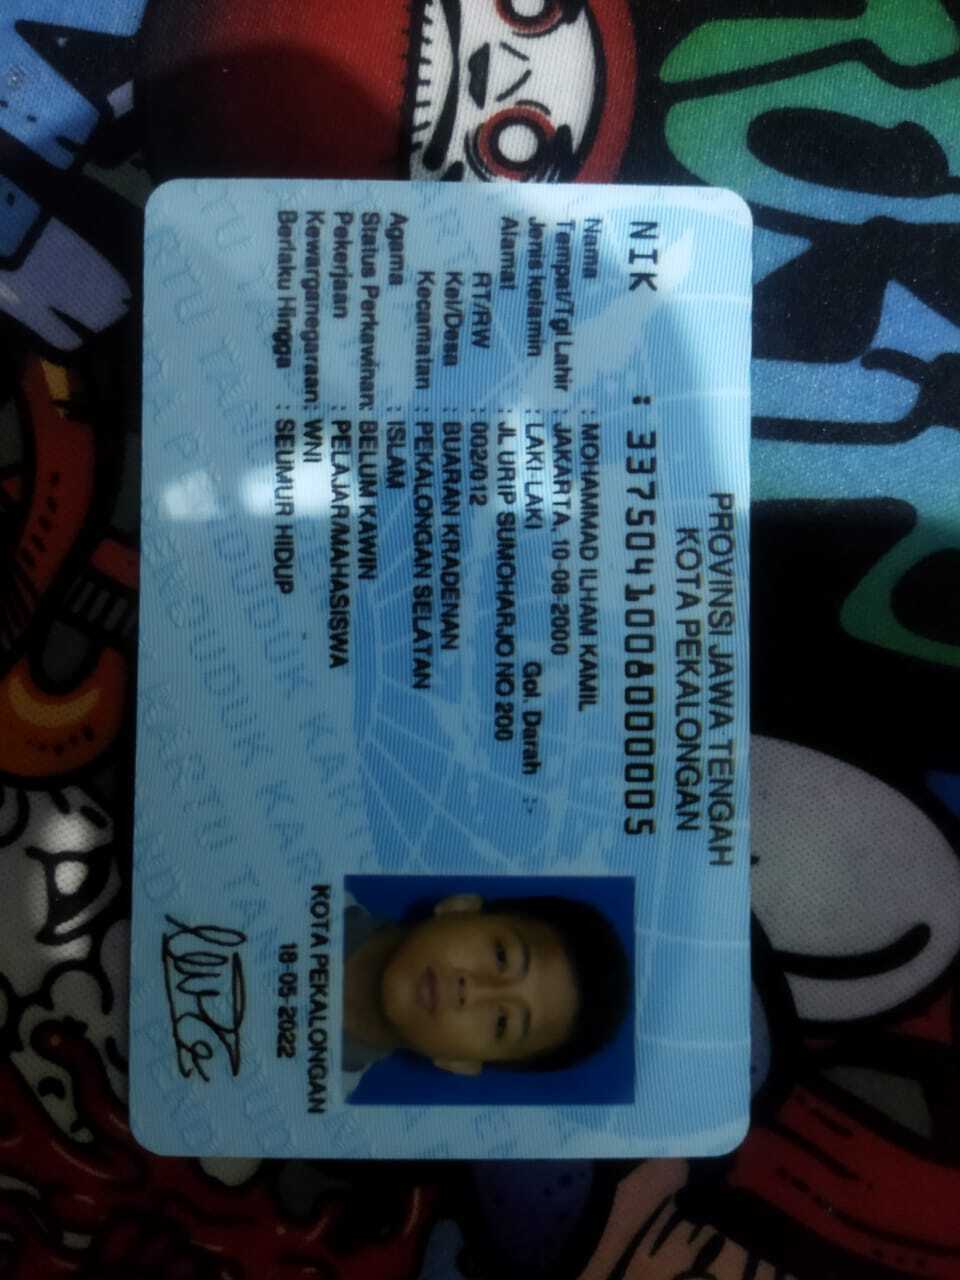 PROVINSI JAWA TENGAH
KOTA PEKALONGAN
NIK : 3375041008000005
Nama : MOHAMMAD ILHAM KAMIL
Tempat/Tgl Lahir : JAKARTA, 10-08-2000
Jenis kelamin : LAKI-LAKI Gol. Darah : -
Alamat : JL URIP SUMOHARJO NO 200
RT/RW : 002/012
Kel/Desa : BUARAN KRADENAN
Kecamatan : PEKALONGAN SELATAN
Agama : ISLAM
Status Perkawinan: BELUM KAWIN
Pekerjaan : PELAJAR/MAHASISWA
Kewarganegaraan: WNI
Berlaku Hingga : SEUMUR HIDUP
KOTA PEKALONGAN
18-05-2022